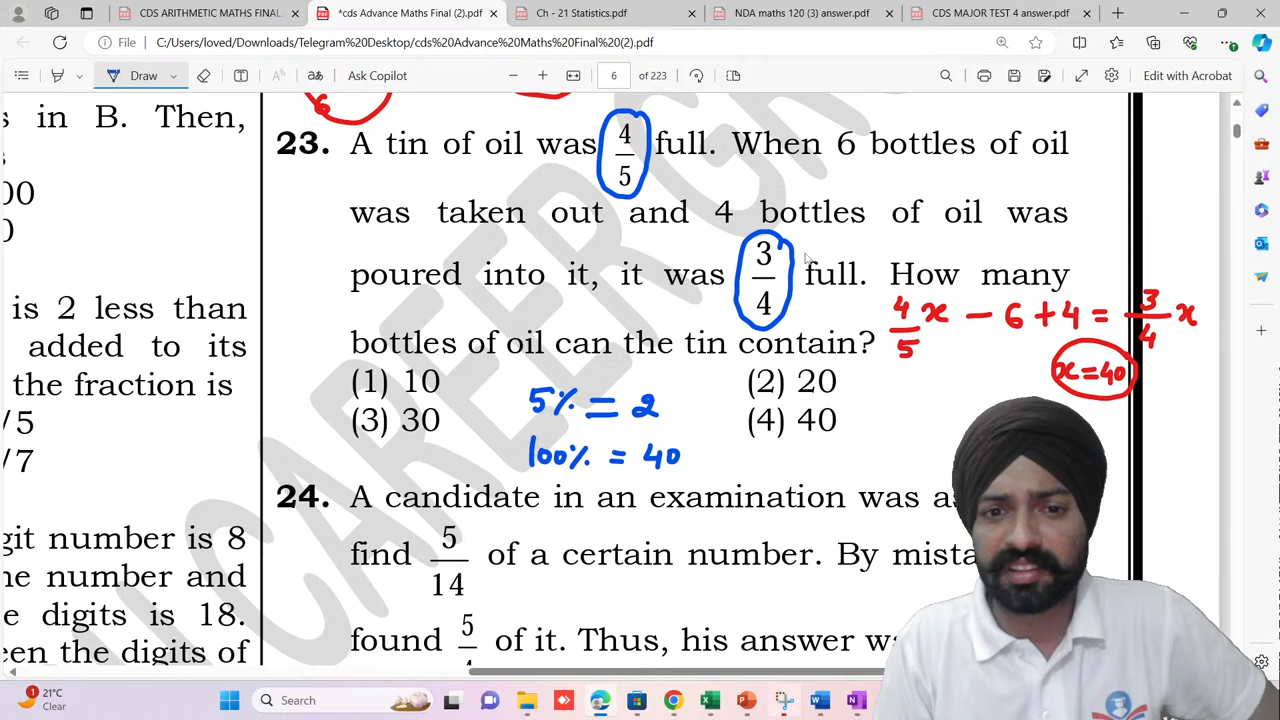 CDS ARITHMETIC MATHS FINAL
*cds Advance Maths Final (2).pdf
Ch - 21 Statistics.pdf
NDA maths 120 (3) answer.pdf
CDS MAJOR TEST 4 answer.pdf
File
C:/Users/loved/Downloads/Telegram%20Desktop/cds%20Advance%20Maths%20Final%20(2).pdf
Draw
Ask Copilot
6 of 223
Edit with Acrobat
s in B. Then,
00
0
is 2 less than
added to its
the fraction is
/5
/7
git number is 8
ne number and
e digits is 18.
een the digits of
6
23. A tin of oil was 4/5 full. When 6 bottles of oil
was taken out and 4 bottles of oil was
poured into it, it was 3/4 full. How many
bottles of oil can the tin contain?
(1) 10 (2) 20
(3) 30 (4) 40
4/5 x - 6 + 4 = 3/4 x
x = 40
5% = 2
100% = 40
24. A candidate in an examination was as
find 5/14 of a certain number. By mista
found 5/4 of it. Thus, his answer wa
CAREER
1
21°C
Clear
Search